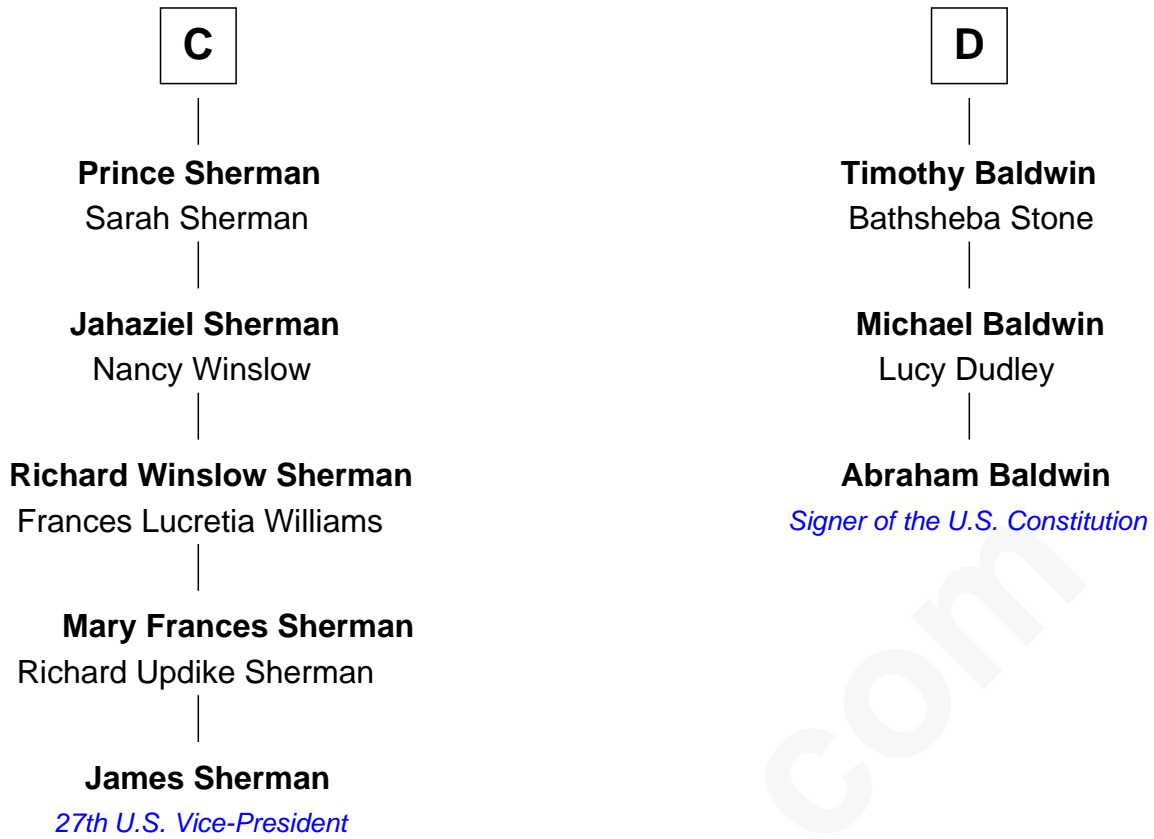 C
Prince Sherman
Sarah Sherman
Jahaziel Sherman
Nancy Winslow
Richard Winslow Sherman
Frances Lucretia Williams
Mary Frances Sherman
Richard Updike Sherman
James Sherman
27th U.S. Vice-President
D
Timothy Baldwin
Bathsheba Stone
Michael Baldwin
Lucy Dudley
Abraham Baldwin
Signer of the U.S. Constitution
com